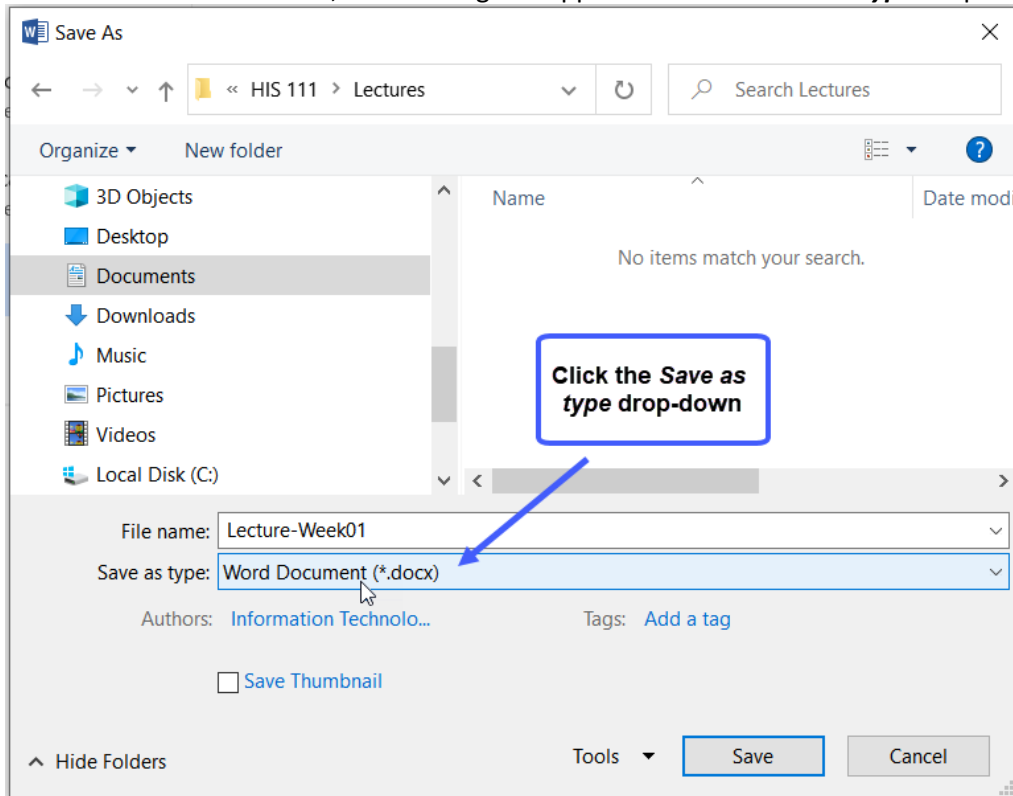 Save As
« HIS 111 > Lectures
Search Lectures
Organize
New folder
Name
Date modi
3D Objects
Desktop
Documents
Downloads
Music
Pictures
Videos
Local Disk (C:)
No items match your search.
Click the Save as
type drop-down
File name: Lecture-Week01
Save as type: Word Document (*.docx)
Authors: Information Technolo...
Tags: Add a tag
Save Thumbnail
Hide Folders
Tools
Save
Cancel